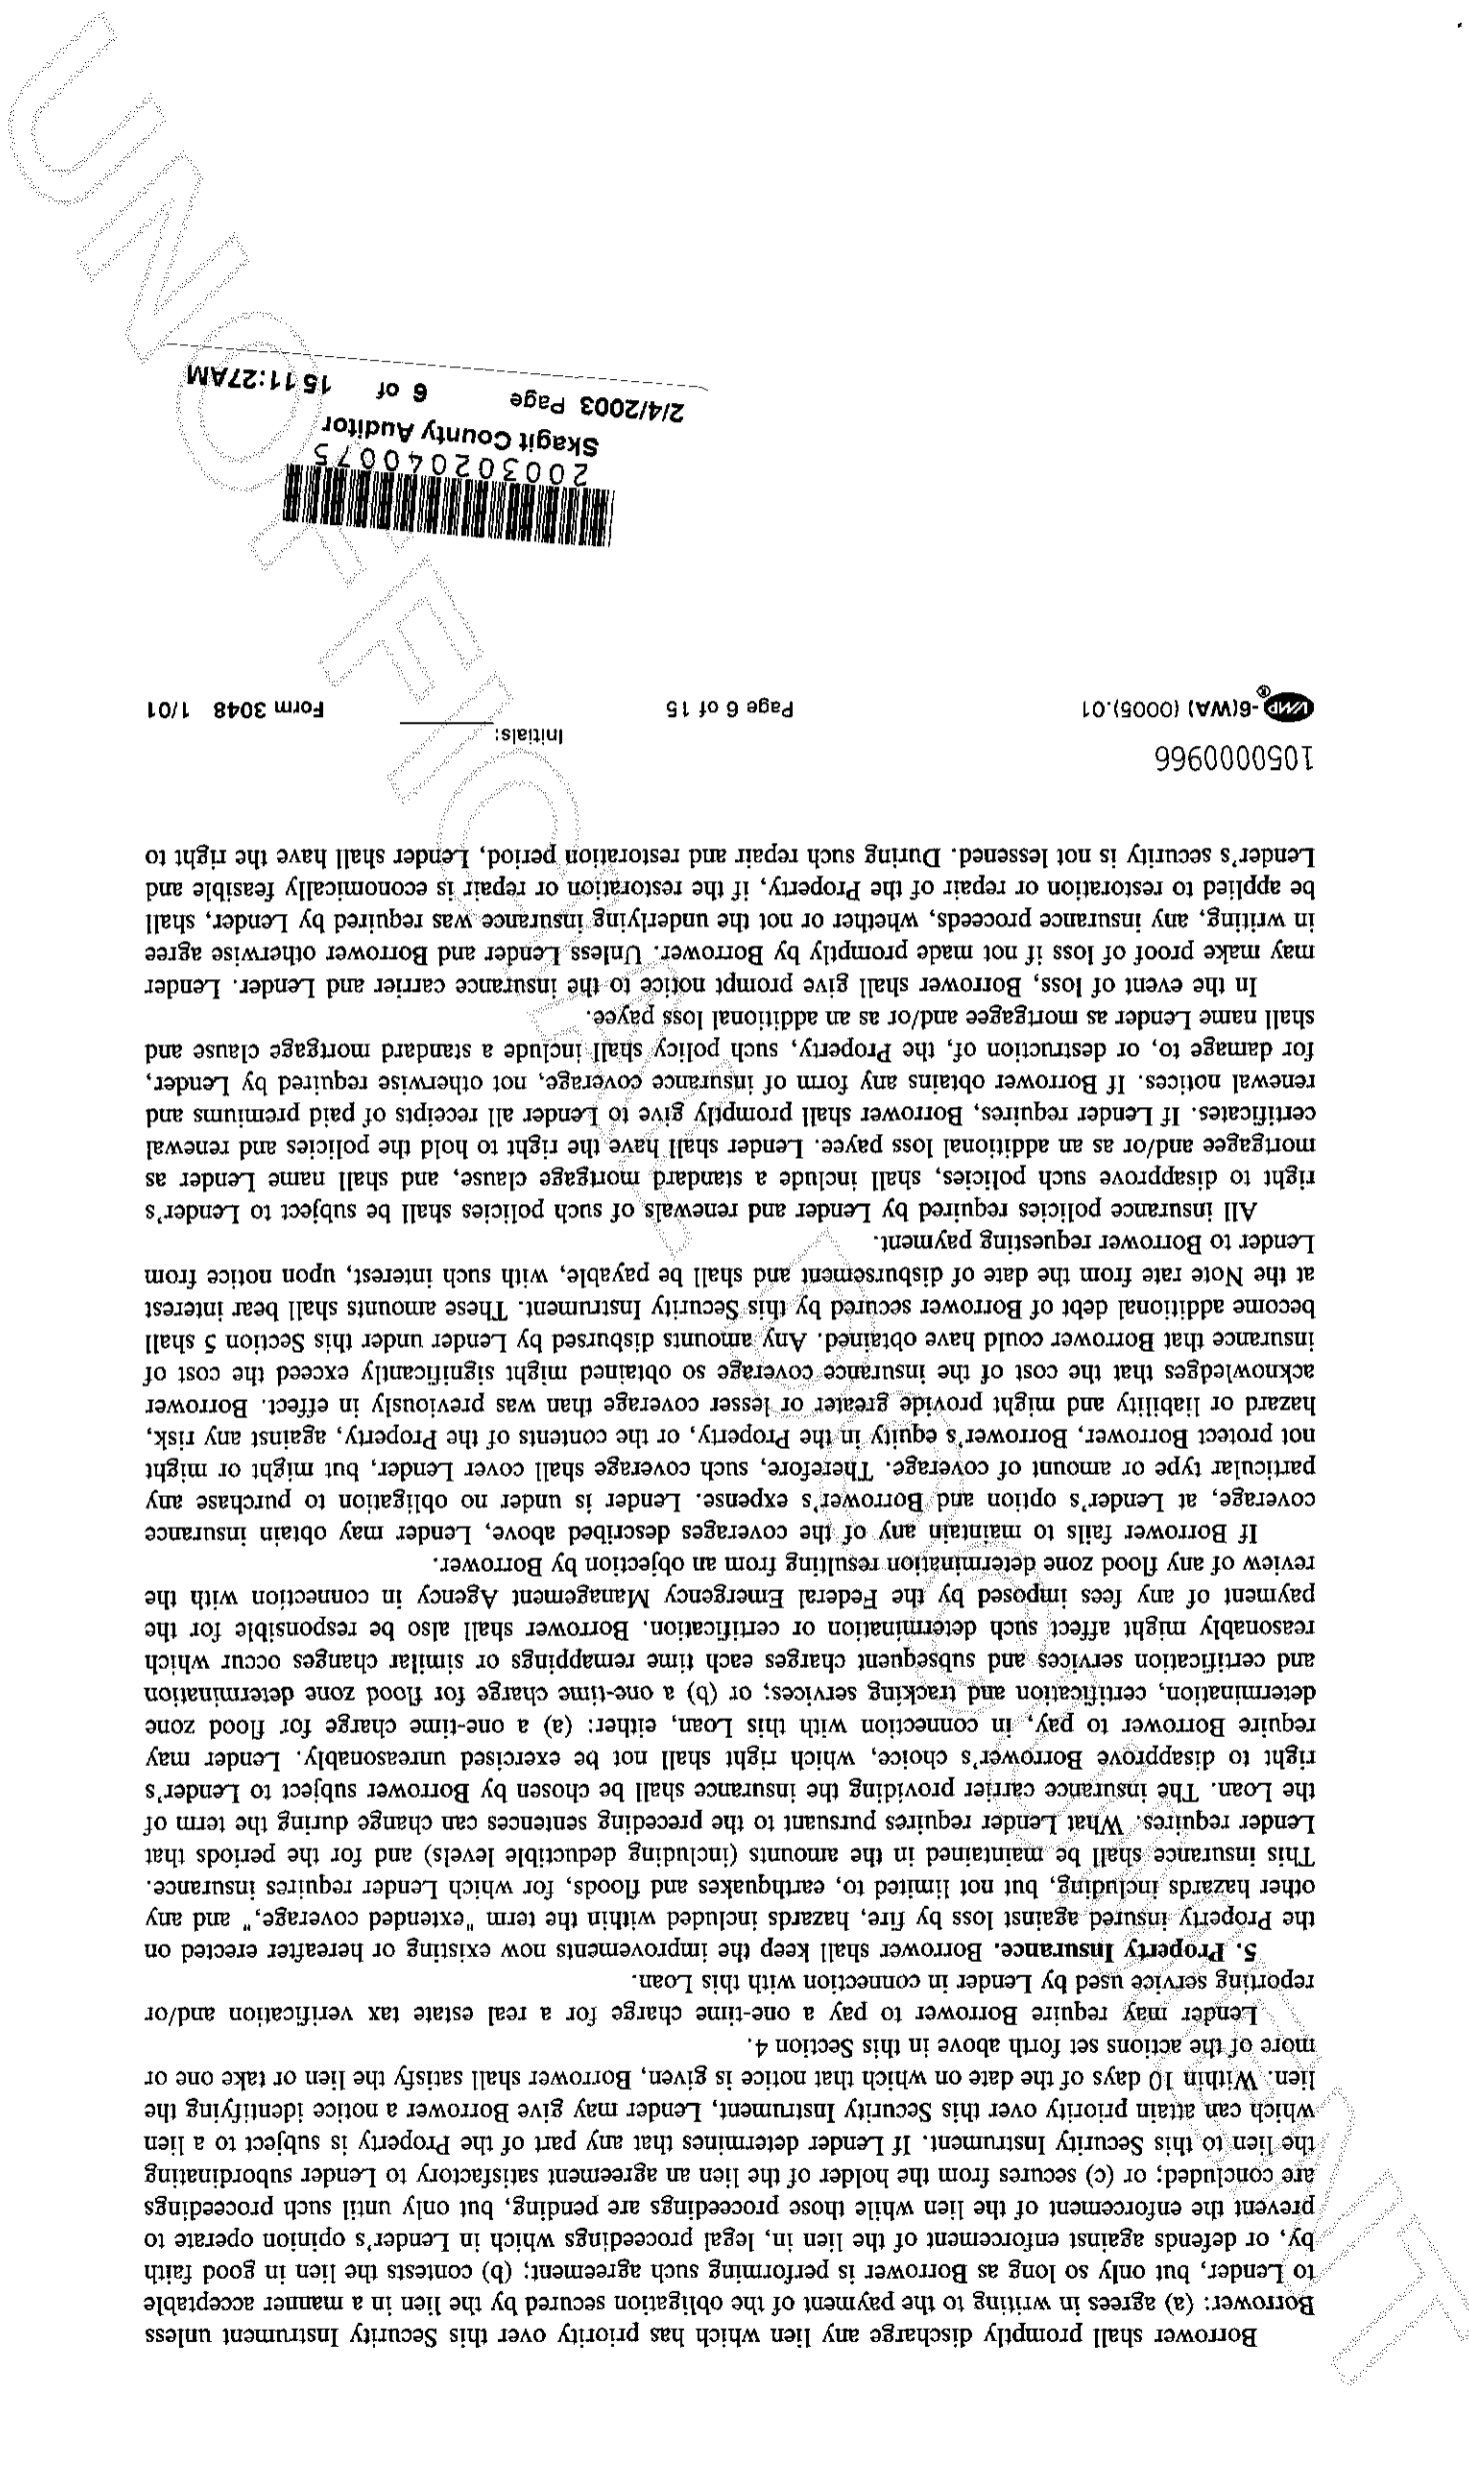 Borrower shall promptly discharge any lien which has priority over this Security Instrument unless
Borrower: (a) agrees in writing to the payment of the obligation secured by the lien in a manner acceptable
to Lender, but only so long as Borrower is performing such agreement; (b) contests the lien in good faith
by, or defends against enforcement of the lien in, legal proceedings which in Lender's opinion operate to
prevent the enforcement of the lien while those proceedings are pending, but only until such proceedings
are concluded; or (c) secures from the holder of the lien an agreement satisfactory to Lender subordinating
the lien to this Security Instrument. If Lender determines that any part of the Property is subject to a lien
which can attain priority over this Security Instrument, Lender may give Borrower a notice identifying the
lien. Within 10 days of the date on which that notice is given, Borrower shall satisfy the lien or take one or
more of the actions set forth above in this Section 4.
Lender may require Borrower to pay a one-time charge for a real estate tax verification and/or
reporting service used by Lender in connection with this Loan.
5. Property Insurance. Borrower shall keep the improvements now existing or hereafter erected on
the Property insured against loss by fire, hazards included within the term "extended coverage," and any
other hazards including, but not limited to, earthquakes and floods, for which Lender requires insurance.
This insurance shall be maintained in the amounts (including deductible levels) and for the periods that
Lender requires. What Lender requires pursuant to the preceding sentences can change during the term of
the Loan. The insurance carrier providing the insurance shall be chosen by Borrower subject to Lender's
right to disapprove Borrower's choice, which right shall not be exercised unreasonably. Lender may
require Borrower to pay, in connection with this Loan, either: (a) a one-time charge for flood zone
determination, certification and tracking services; or (b) a one-time charge for flood zone determination
and certification services and subsequent charges each time remappings or similar changes occur which
reasonably might affect such determination or certification. Borrower shall also be responsible for the
payment of any fees imposed by the Federal Emergency Management Agency in connection with the
review of any flood zone determination resulting from an objection by Borrower.
If Borrower fails to maintain any of the coverages described above, Lender may obtain insurance
coverage, at Lender's option and Borrower's expense. Lender is under no obligation to purchase any
particular type or amount of coverage. Therefore, such coverage shall cover Lender, but might or might
not protect Borrower, Borrower's equity in the Property, or the contents of the Property, against any risk,
hazard or liability and might provide greater or lesser coverage than was previously in effect. Borrower
acknowledges that the cost of the insurance coverage so obtained might significantly exceed the cost of
insurance that Borrower could have obtained. Any amounts disbursed by Lender under this Section 5 shall
become additional debt of Borrower secured by this Security Instrument. These amounts shall bear interest
at the Note rate from the date of disbursement and shall be payable, with such interest, upon notice from
Lender to Borrower requesting payment.
All insurance policies required by Lender and renewals of such policies shall be subject to Lender's
right to disapprove such policies, shall include a standard mortgage clause, and shall name Lender as
mortgagee and/or as an additional loss payee. Lender shall have the right to hold the policies and renewal
certificates. If Lender requires, Borrower shall promptly give to Lender all receipts of paid premiums and
renewal notices. If Borrower obtains any form of insurance coverage, not otherwise required by Lender,
for damage to, or destruction of, the Property, such policy shall include a standard mortgage clause and
shall name Lender as mortgagee and/or as an additional loss payee.
In the event of loss, Borrower shall give prompt notice to the insurance carrier and Lender. Lender
may make proof of loss if not made promptly by Borrower. Unless Lender and Borrower otherwise agree
in writing, any insurance proceeds, whether or not the underlying insurance was required by Lender, shall
be applied to restoration or repair of the Property, if the restoration or repair is economically feasible and
Lender's security is not lessened. During such repair and restoration period, Lender shall have the right to
1050000966
Initials:
VMP®-6(WA) (0005).01 Page 6 of 15 Form 3048 1/01
200302040075
Skagit County Auditor
2/4/2003 Page 6 of 15 11:27AM
UNOFFICIAL DOCUMENT